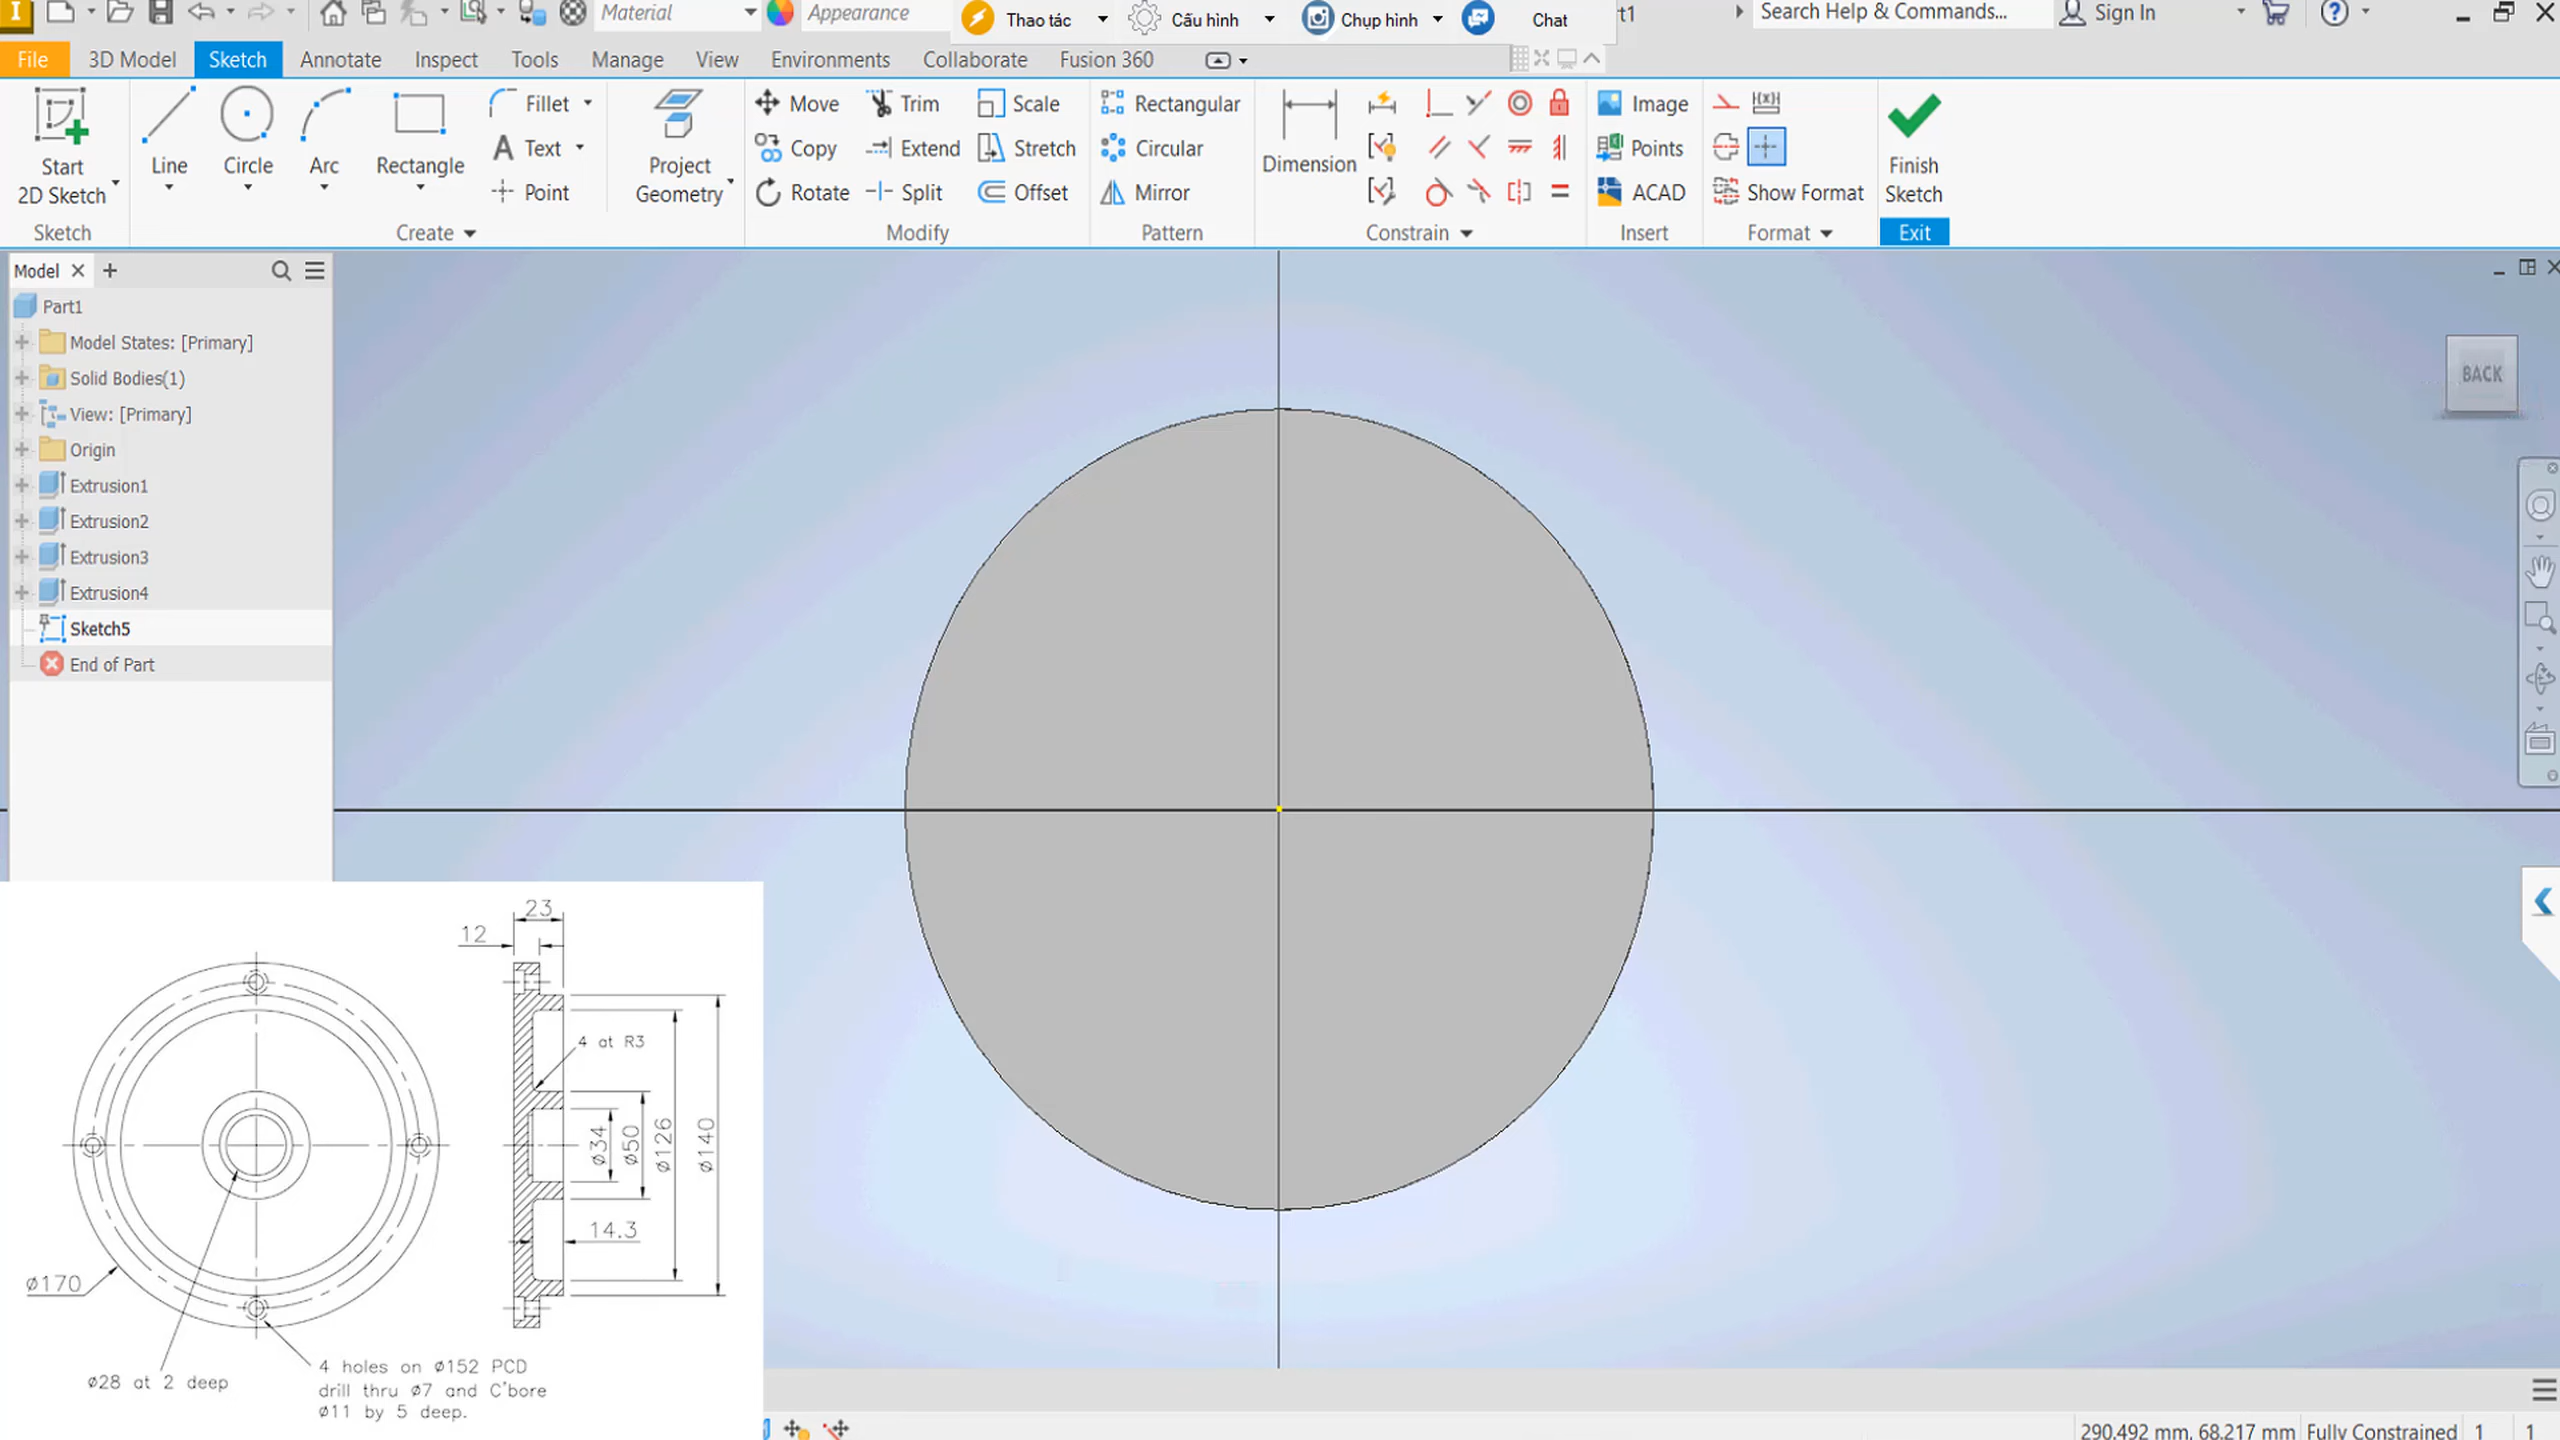 Material
Appearance
Thao tác
Cấu hình
Chụp hình
Chat
rt1
Search Help & Commands...
Sign In
File
3D Model
Sketch
Annotate
Inspect
Tools
Manage
View
Environments
Collaborate
Fusion 360
Start
2D Sketch
Line
Circle
Arc
Rectangle
Fillet
Text
Point
Project
Geometry
Move
Copy
Rotate
Trim
Extend
Split
Scale
Stretch
Offset
Rectangular
Circular
Mirror
Dimension
Image
Points
ACAD
Show Format
Finish
Sketch
Sketch
Create
Modify
Pattern
Constrain
Insert
Format
Exit
Model
Part1
Model States: [Primary]
Solid Bodies(1)
View: [Primary]
Origin
Extrusion1
Extrusion2
Extrusion3
Extrusion4
Sketch5
End of Part
BACK
23
12
4 at R3
ø34
ø50
ø126
ø140
14.3
ø170
ø28 at 2 deep
4 holes on ø152 PCD
drill thru ø7 and C'bore
ø11 by 5 deep.
290.492 mm, 68.217 mm
Fully Constrained
1
1